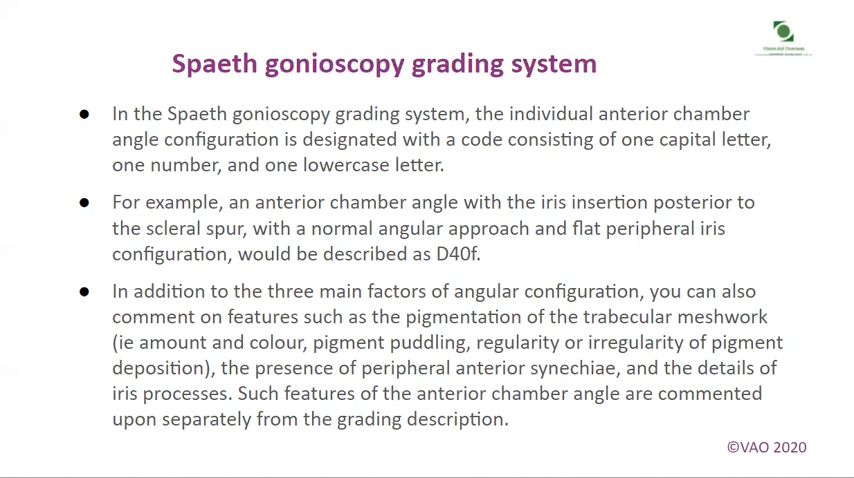 Vision Aid Overseas
Spaeth gonioscopy grading system
● In the Spaeth gonioscopy grading system, the individual anterior chamber
angle configuration is designated with a code consisting of one capital letter,
one number, and one lowercase letter.
● For example, an anterior chamber angle with the iris insertion posterior to
the scleral spur, with a normal angular approach and flat peripheral iris
configuration, would be described as D40f.
● In addition to the three main factors of angular configuration, you can also
comment on features such as the pigmentation of the trabecular meshwork
(ie amount and colour, pigment puddling, regularity or irregularity of pigment
deposition), the presence of peripheral anterior synechiae, and the details of
iris processes. Such features of the anterior chamber angle are commented
upon separately from the grading description.
©VAO 2020